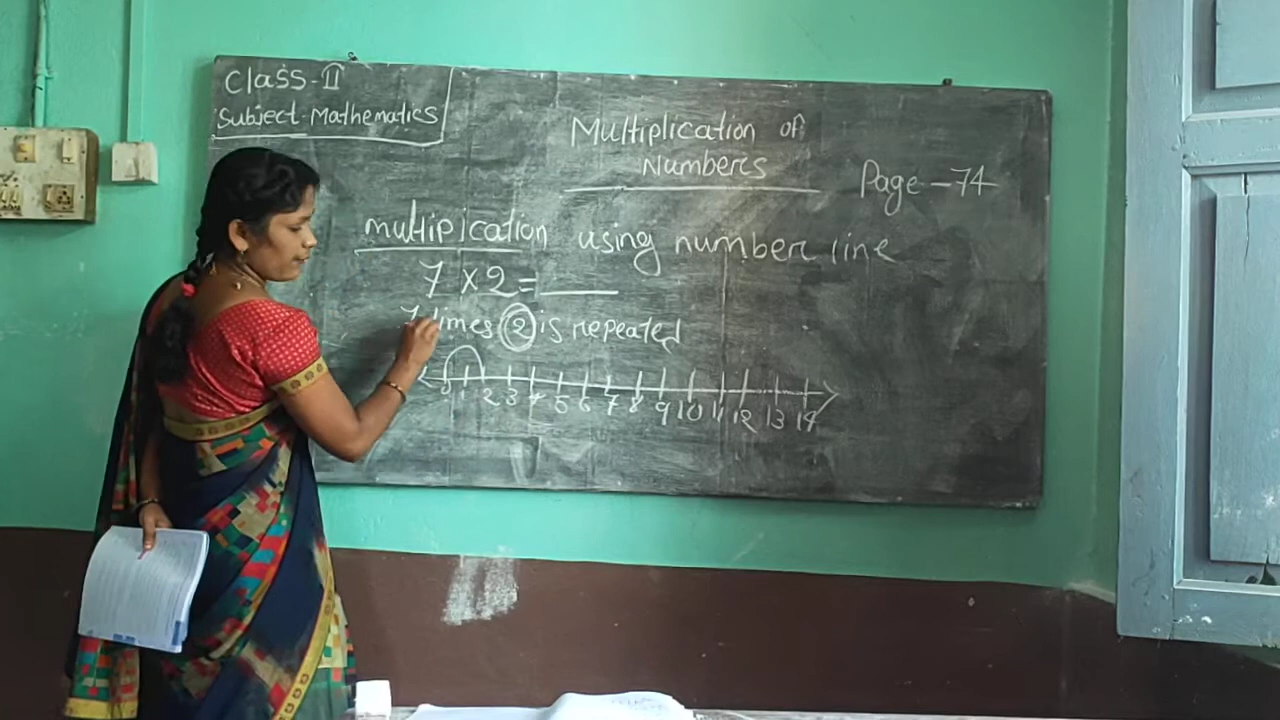 Class-II
Subject-Mathematics
Multiplication of
Numbers
Page-74
multiplication using number line
7 x 2 = ____
7 times 2 is repeated
0 1 2 3 4 5 6 7 8 9 10 11 12 13 14